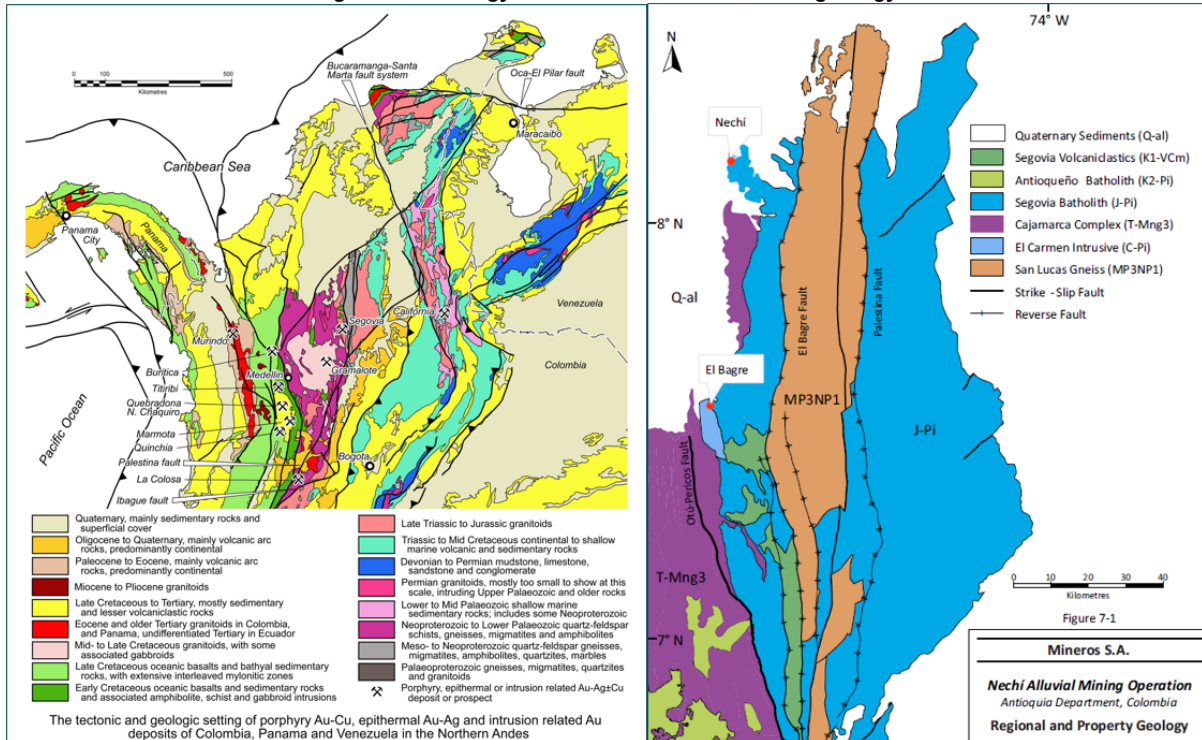 Bucaramanga-Santa
Marta fault system
Oca-El Pilar fault
0
500
Kilometres
Maracaibo
Caribbean Sea
Panama
City
Panama
Venezuela
Segovia
California
Murindo
Colombia
Gramalote
Buritica
Medellin
Titiribi
Quebradona
N. Chaquiro
Pacific Ocean
Marmota
Quinchia
Bogota
Palestina fault
La Colosa
Ibague fault
Quaternary, mainly sedimentary rocks and
superficial cover
Oligocene to Quaternary, mainly volcanic arc
rocks, predominantly continental
Paleocene to Eocene, mainly volcanic arc
rocks, predominantly continental
Miocene to Pliocene granitoids
Late Cretaceous to Tertiary, mostly sedimentary
and lesser volcaniclastic rocks
Eocene and older Tertiary granitoids in Colombia,
and Panama, undifferentiated Tertiary in Ecuador
Mid- to Late Cretaceous granitoids, with some
associated gabbroids
Late Cretaceous oceanic basalts and bathyal sedimentary
rocks, with extensive interleaved mylonitic zones
Early Cretaceous oceanic basalts and sedimentary rocks
and associated amphibolite, schist and gabbroid intrusions
Late Triassic to Jurassic granitoids
Triassic to Mid Cretaceous continental to shallow
marine volcanic and sedimentary rocks
Devonian to Permian mudstone, limestone,
sandstone and conglomerate
Permian granitoids, mostly too small to show at this
scale, intruding Upper Palaeozoic and older rocks
Lower to Mid Palaeozoic shallow marine
sedimentary rocks; includes some Neoproterozoic
Neoproterozoic to Lower Palaeozoic quartz-feldspar
schists, gneisses, migmatites and amphibolites
Meso- to Neoproterozoic quartz-feldspar gneisses,
migmatites, amphibolites, quartzites, marbles
Palaeoproterozoic gneisses, migmatites, quartzites
and granitoids
Porphyry, epithermal or intrusion related Au-Ag±Cu
deposit or prospect
The tectonic and geologic setting of porphyry Au-Cu, epithermal Au-Ag and intrusion related Au
deposits of Colombia, Panama and Venezuela in the Northern Andes
74° W
N
Nechí
8° N
Q-al
El Bagre Fault
Palestina Fault
El Bagre
MP3NP1
J-Pi
Otú-Pericos Fault
T-Mng3
7° N
Quaternary Sediments (Q-al)
Segovia Volcaniclastics (K1-VCm)
Antioqueño Batholith (K2-Pi)
Segovia Batholith (J-Pi)
Cajamarca Complex (T-Mng3)
El Carmen Intrusive (C-Pi)
San Lucas Gneiss (MP3NP1)
Strike - Slip Fault
Reverse Fault
0 10 20 40
Kilometres
Figure 7-1
Mineros S.A.
Nechí Alluvial Mining Operation
Antioquia Department, Colombia
Regional and Property Geology